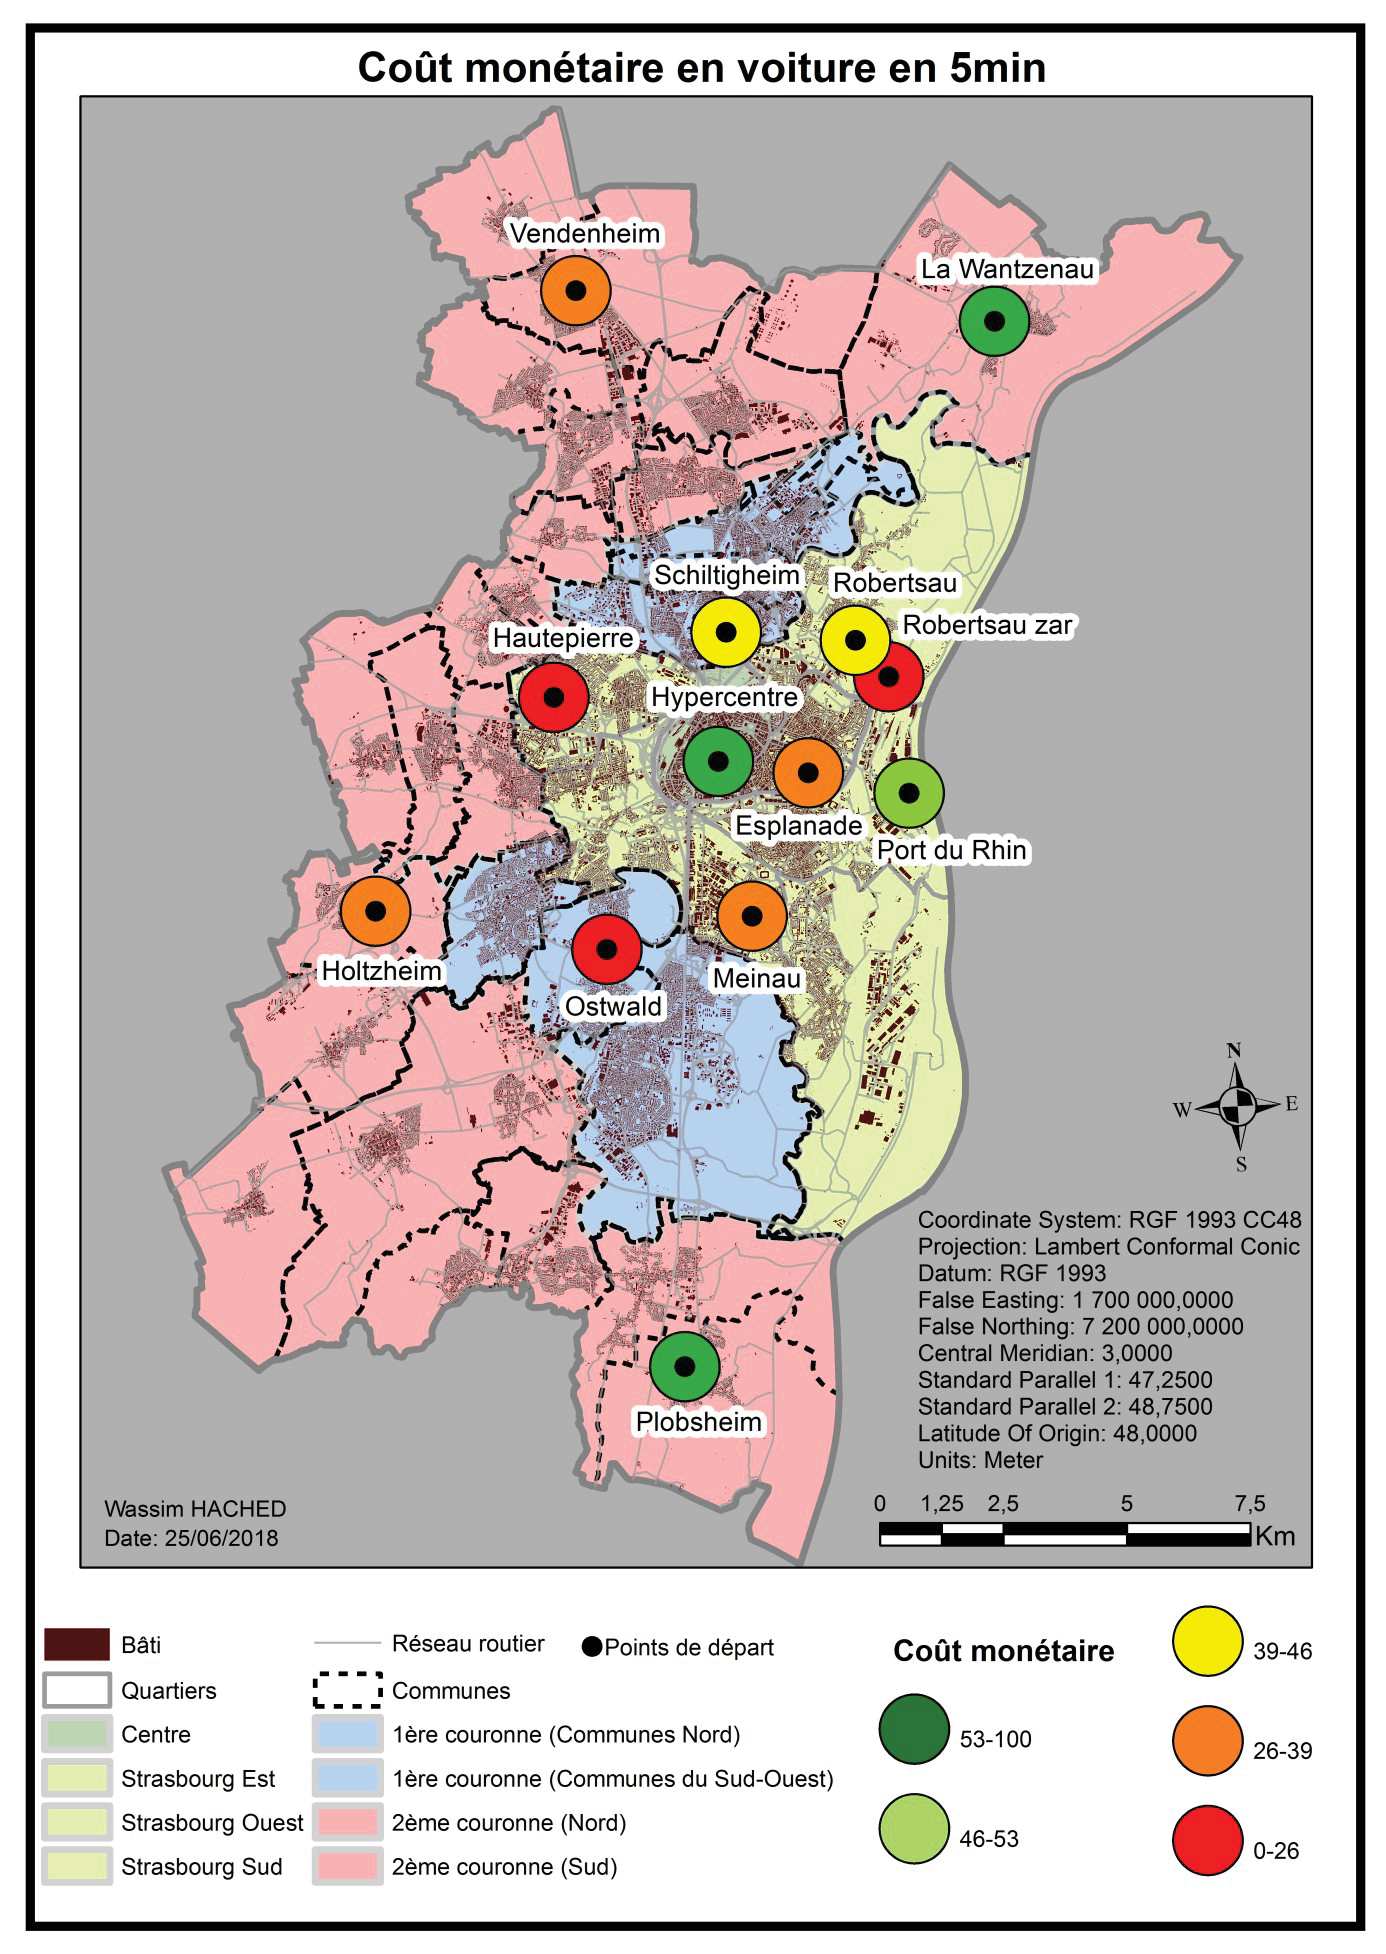 Coût monétaire en voiture en 5min
Vendenheim
La Wantzenau
Schiltigheim
Robertsau
Robertsau zar
Hautepierre
Hypercentre
Esplanade
Port du Rhin
Holtzheim
Meinau
Ostwald
Plobsheim
N
W
E
S
Coordinate System: RGF 1993 CC48
Projection: Lambert Conformal Conic
Datum: RGF 1993
False Easting: 1 700 000,0000
False Northing: 7 200 000,0000
Central Meridian: 3,0000
Standard Parallel 1: 47,2500
Standard Parallel 2: 48,7500
Latitude Of Origin: 48,0000
Units: Meter
0 1,25 2,5 5 7,5
Km
Wassim HACHED
Date: 25/06/2018
Bâti
Quartiers
Centre
Strasbourg Est
Strasbourg Ouest
Strasbourg Sud
Réseau routier
Communes
1ère couronne (Communes Nord)
1ère couronne (Communes du Sud-Ouest)
2ème couronne (Nord)
2ème couronne (Sud)
Points de départ
Coût monétaire
53-100
46-53
39-46
26-39
0-26